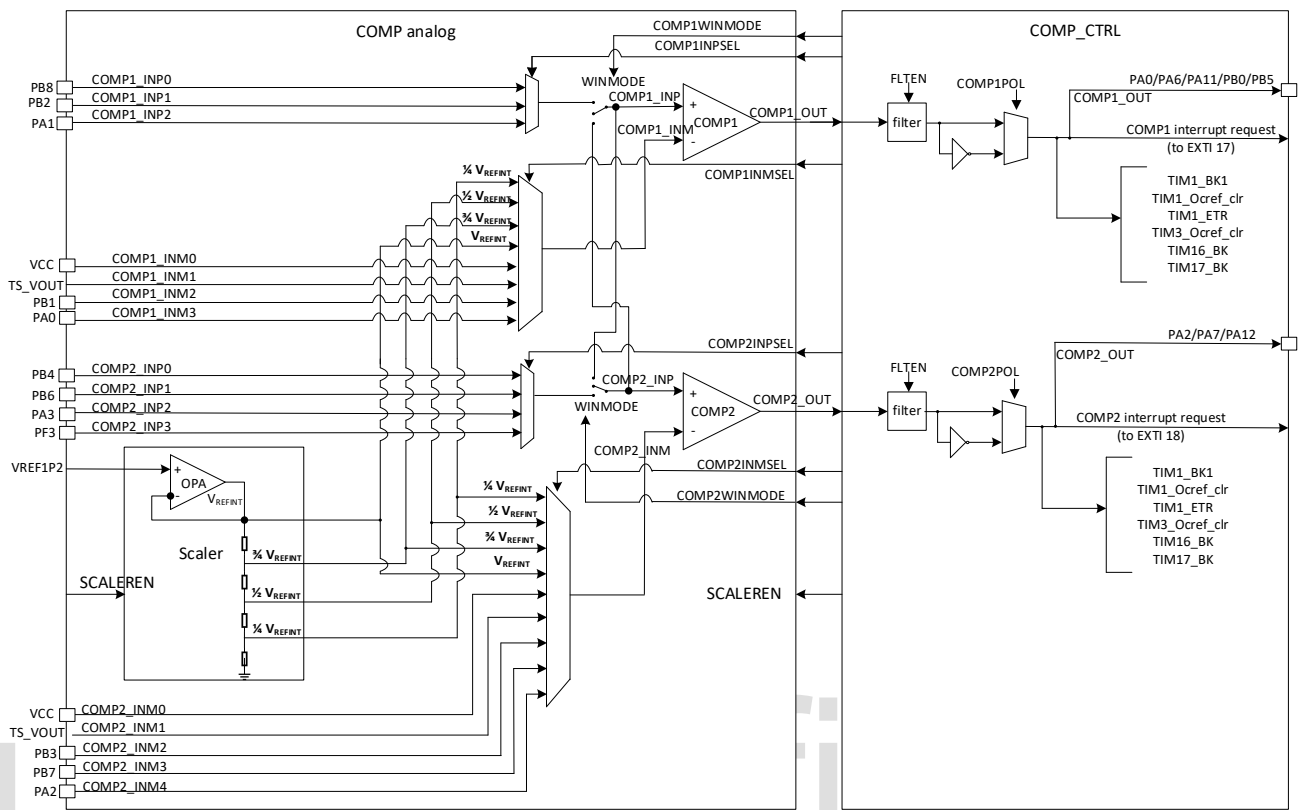 COMP analog
COMP_CTRL
COMP1WINMODE
COMP1INPSEL
WINMODE
PB8 COMP1_INP0
PB2 COMP1_INP1
PA1 COMP1_INP2
COMP1_INP
COMP1_INM
+
COMP1
-
COMP1_OUT
FLTEN
filter
COMP1POL
PA0/PA6/PA11/PB0/PB5
COMP1_OUT
COMP1 interrupt request
(to EXTI 17)
TIM1_BK1
TIM1_Ocref_clr
TIM1_ETR
TIM3_Ocref_clr
TIM16_BK
TIM17_BK
COMP1INMSEL
¼ VREFINT
½ VREFINT
¾ VREFINT
VREFINT
VCC COMP1_INM0
TS_VOUT COMP1_INM1
PB1 COMP1_INM2
PA0 COMP1_INM3
COMP2INPSEL
PB4 COMP2_INP0
PB6 COMP2_INP1
PA3 COMP2_INP2
PF3 COMP2_INP3
COMP2_INP
WINMODE
+
COMP2
-
COMP2_OUT
COMP2_INM
FLTEN
filter
COMP2POL
PA2/PA7/PA12
COMP2_OUT
COMP2 interrupt request
(to EXTI 18)
TIM1_BK1
TIM1_Ocref_clr
TIM1_ETR
TIM3_Ocref_clr
TIM16_BK
TIM17_BK
COMP2INMSEL
COMP2WINMODE
VREF1P2
+
OPA
-
VREFINT
Scaler
¾ VREFINT
½ VREFINT
¼ VREFINT
SCALEREN
¼ VREFINT
½ VREFINT
¾ VREFINT
VREFINT
SCALEREN
VCC COMP2_INM0
TS_VOUT COMP2_INM1
PB3 COMP2_INM2
PB7 COMP2_INM3
PA2 COMP2_INM4